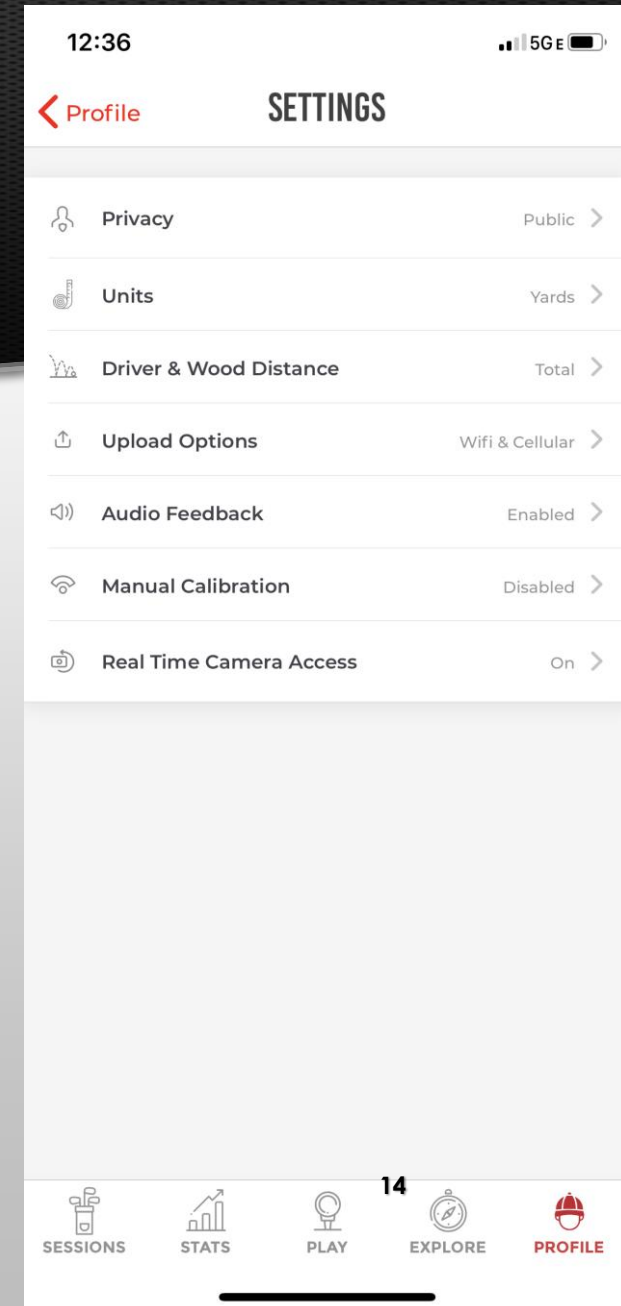 12:36 5G E
Profile SETTINGS
Privacy Public
Units Yards
Driver & Wood Distance Total
Upload Options Wifi & Cellular
Audio Feedback Enabled
Manual Calibration Disabled
Real Time Camera Access On
14
SESSIONS STATS PLAY EXPLORE PROFILE